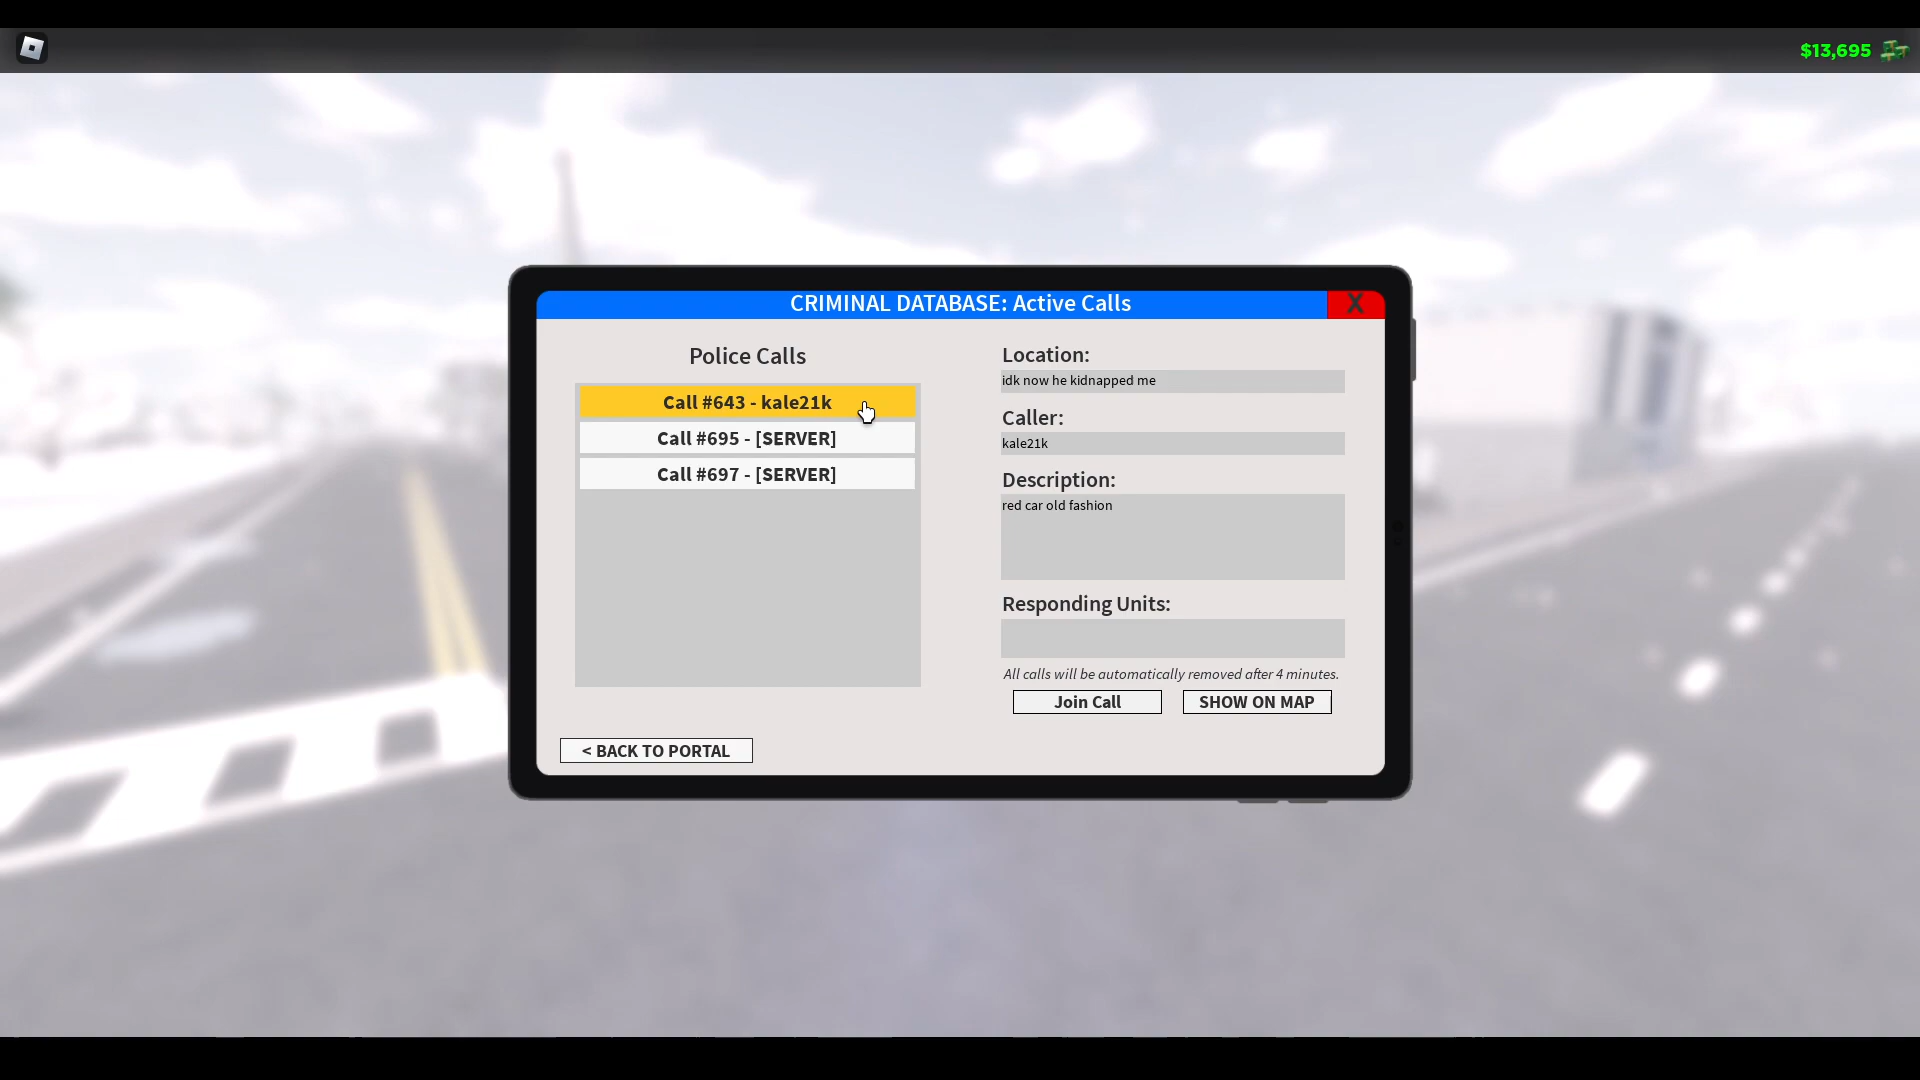 $13,695
CRIMINAL DATABASE: Active Calls
X
Police Calls
Call #643 - kale21k
Call #695 - [SERVER]
Call #697 - [SERVER]
< BACK TO PORTAL
Location:
idk now he kidnapped me
Caller:
kale21k
Description:
red car old fashion
Responding Units:
All calls will be automatically removed after 4 minutes.
Join Call
SHOW ON MAP